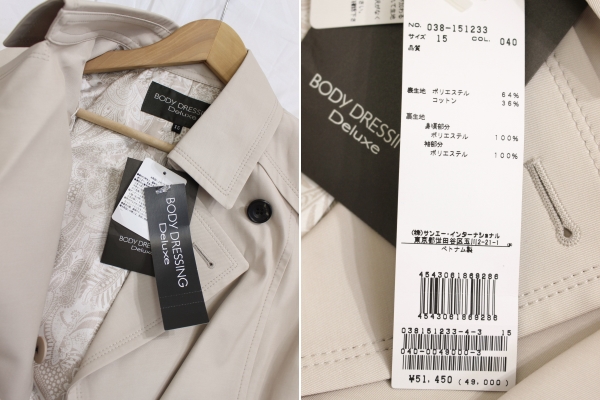 BODY DRESSING
Deluxe
BODY DRESSING
Deluxe
BODY DRESSING
Deluxe
BODY DRESSING
Deluxe
NO. 038-151233
サイズ 15 COL. 040
品質
表生地 ポリエステル 64%
コットン 36%
裏生地
身頃部分
ポリエステル 100%
袖部分
ポリエステル 100%
(株)サンエー・インターナショナル
東京都世田谷区玉川2-21-1
ベトナム製
4543061868286
4543061868286
038151233-4-3 15
040-0049000-3
¥51,450 (49,000)